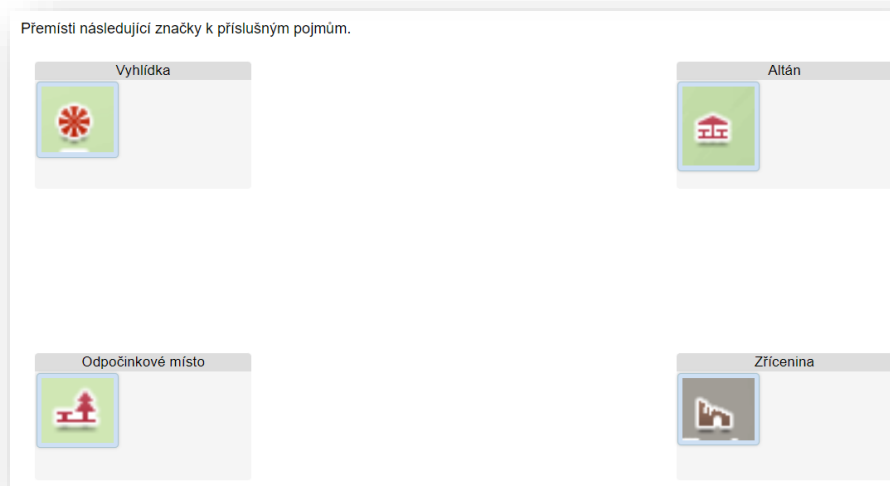 Přemísti následující značky k příslušným pojmům.
Vyhlídka
Altán
Odpočinkové místo
Zřícenina